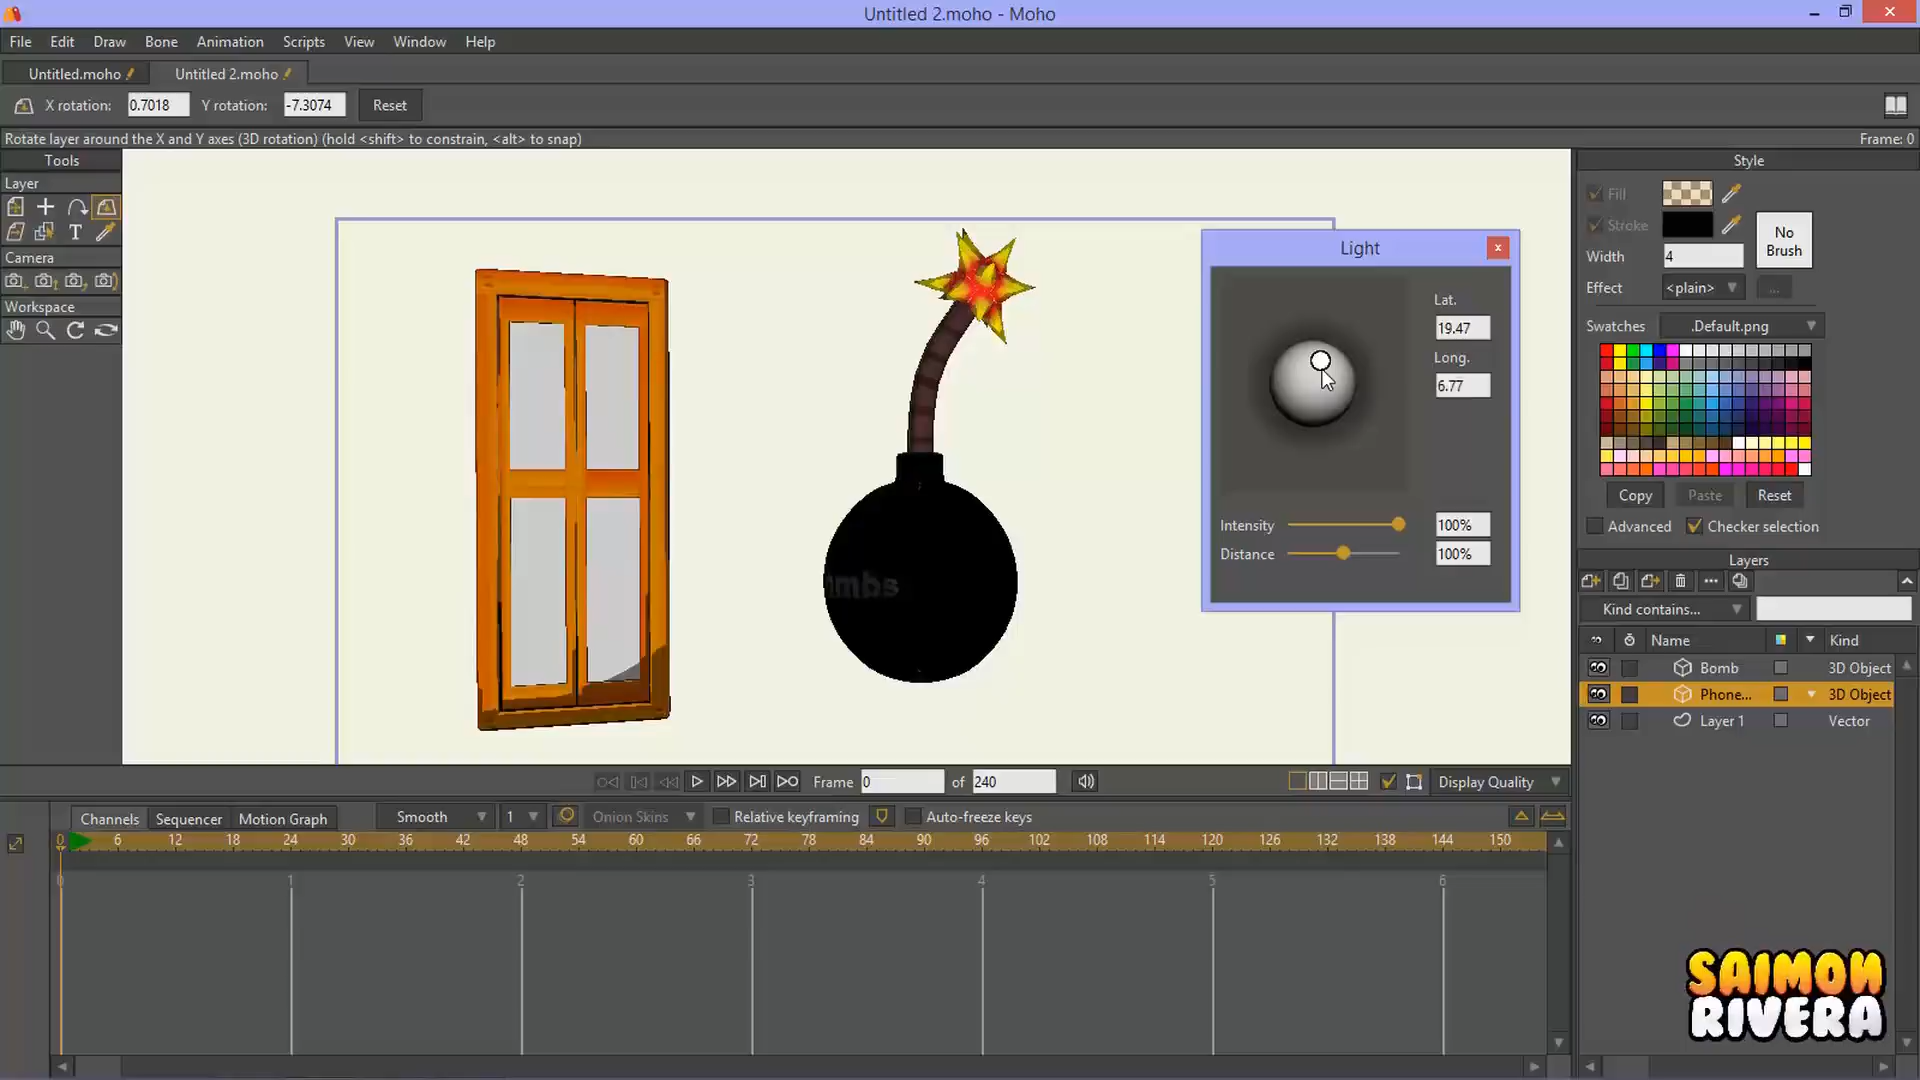 Untitled 2.moho - Moho
File Edit Draw Bone Animation Scripts View Window Help
Untitled.moho Untitled 2.moho
X rotation: 0.7018 Y rotation: -7.3074 Reset
Rotate layer around the X and Y axes (3D rotation) (hold <shift> to constrain, <alt> to snap) Frame: 0
Tools
Layer
T
Camera
Workspace
mbs
Light
Lat.
19.47
Long.
6.77
Intensity 100%
Distance 100%
Style
Fill
Stroke
No
Brush
Width 4
Effect <plain> ...
Swatches .Default.png
Copy Paste Reset
Advanced Checker selection
Layers
Kind contains...
Name Kind
Bomb 3D Object
Phone... 3D Object
Layer 1 Vector
Frame 0 of 240 Display Quality
Channels Sequencer Motion Graph Smooth 1 Onion Skins Relative keyframing Auto-freeze keys
0 6 12 18 24 30 36 42 48 54 60 66 72 78 84 90 96 102 108 114 120 126 132 138 144 150
0 1 2 3 4 5 6
SAIMON
RIVERA